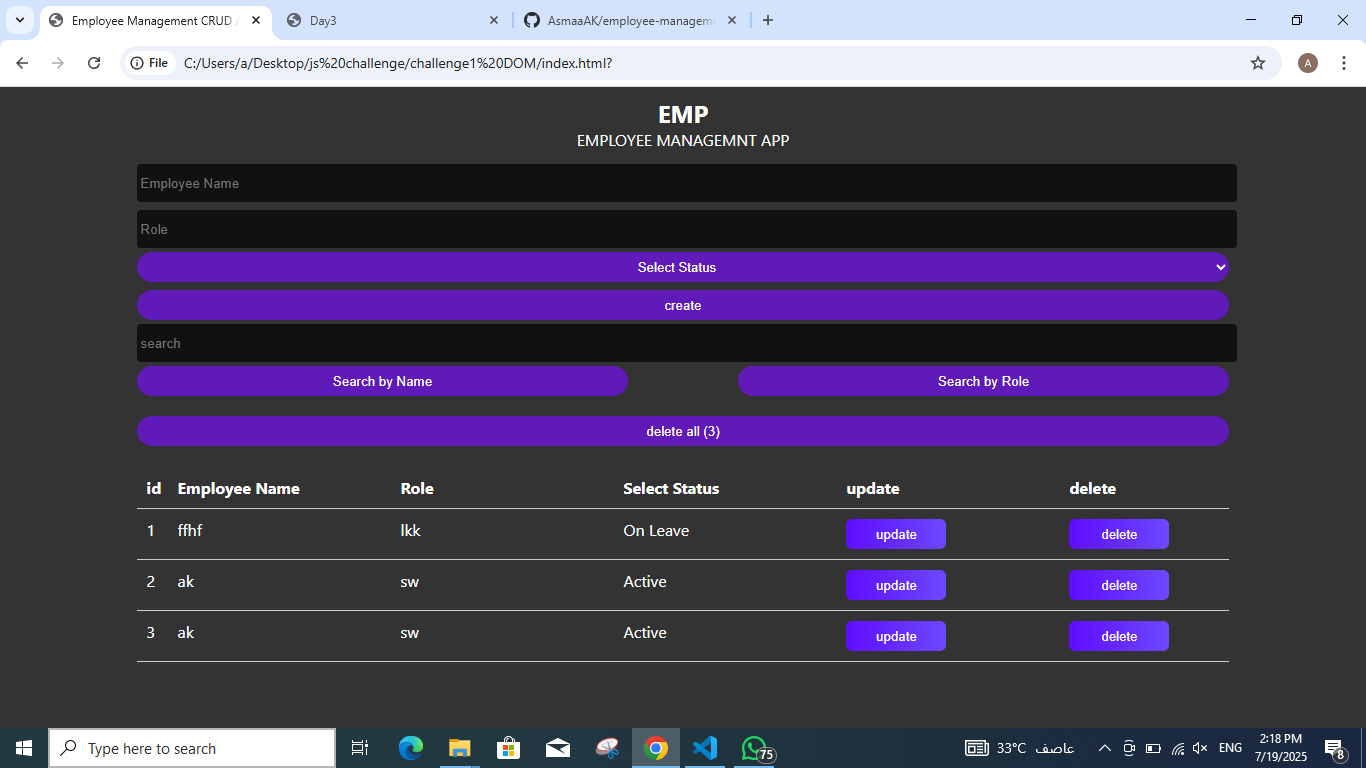 Employee Management CRUD A
Day3
AsmaaAK/employee-manageme
File
C:/Users/a/Desktop/js%20challenge/challenge1%20DOM/index.html?
A
EMP
EMPLOYEE MANAGEMNT APP
Employee Name
Role
Select Status
create
search
Search by Name Search by Role
delete all (3)
id Employee Name Role Select Status update delete
1 ffhf lkk On Leave update delete
2 ak sw Active update delete
3 ak sw Active update delete
Type here to search
75
33°C عاصف
ENG
2:18 PM
7/19/2025
8